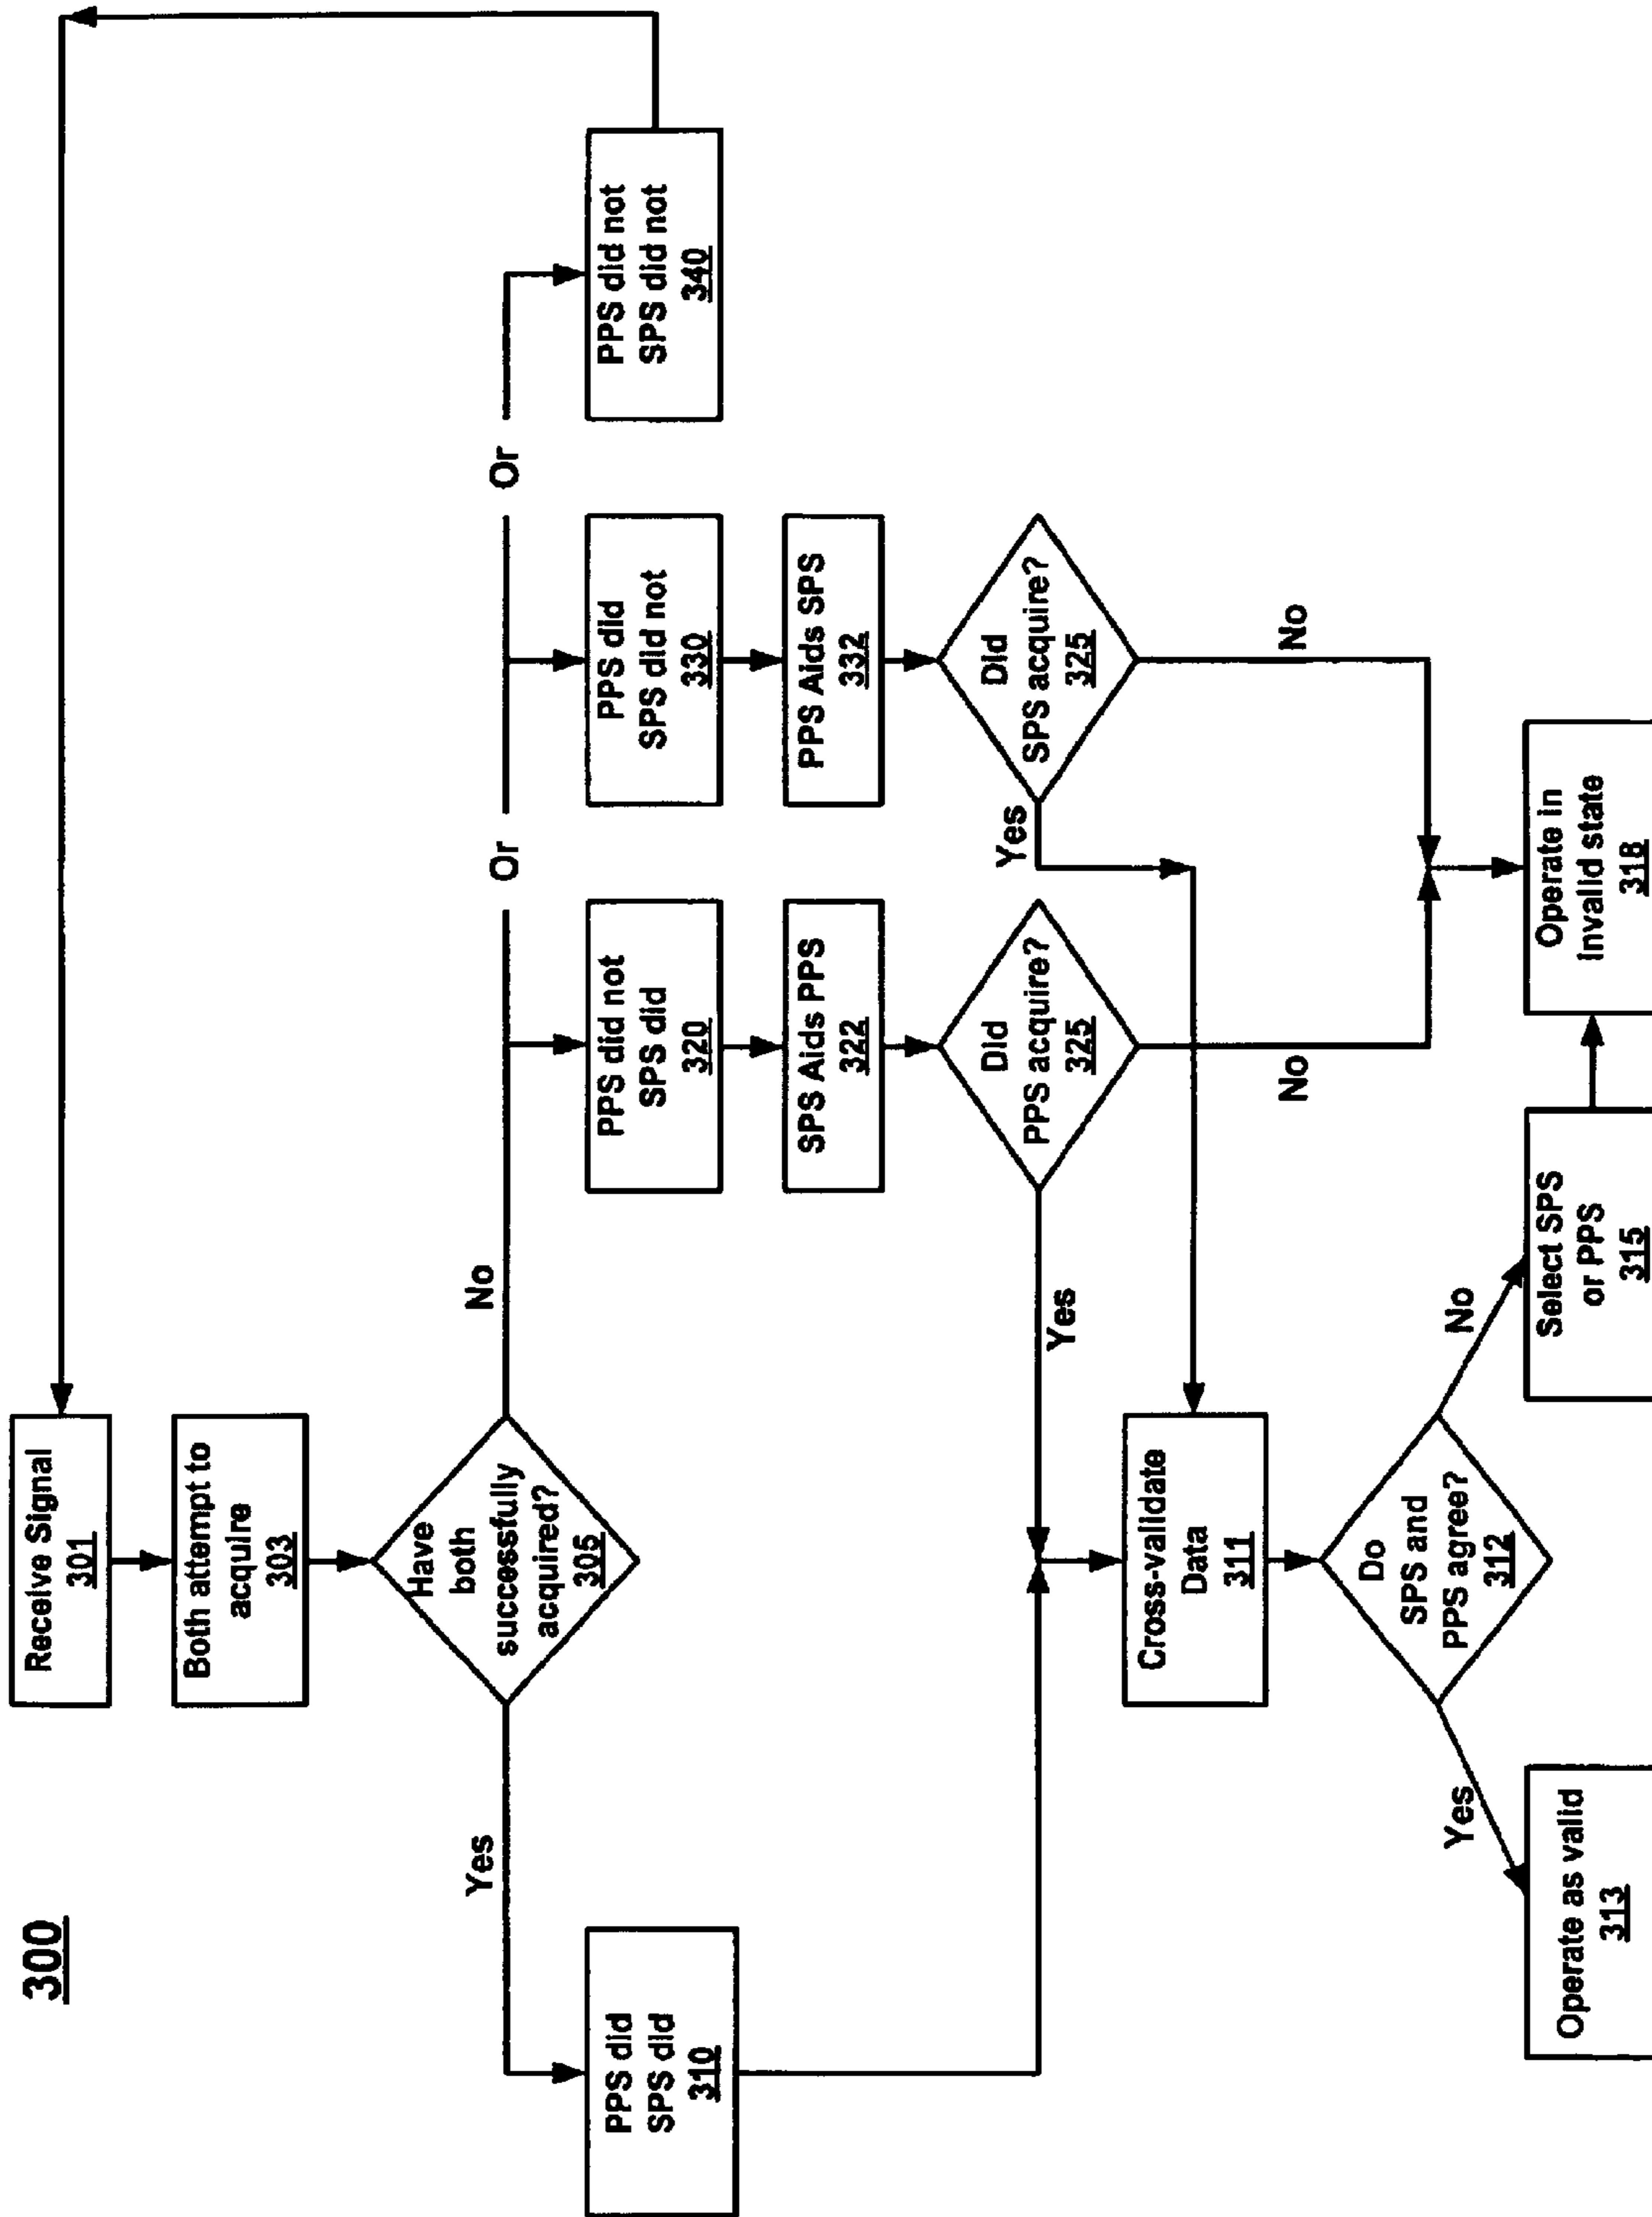 300
Receive Signal
301
Both attempt to
acquire
303
Have
both
successfully
acquired?
305
Yes
No
Or
Or
PPS did
SPS did
310
PPS did not
SPS did
320
PPS did
SPS did not
330
PPS did not
SPS did not
340
SPS Aids PPS
322
PPS Aids SPS
332
Did
PPS acquire?
325
Did
SPS acquire?
325
Yes
Yes
No
No
Cross-validate
Data
311
Do
SPS and
PPS agree?
312
Yes
No
Operate as valid
313
Select SPS
or PPS
315
Operate in
invalid state
318